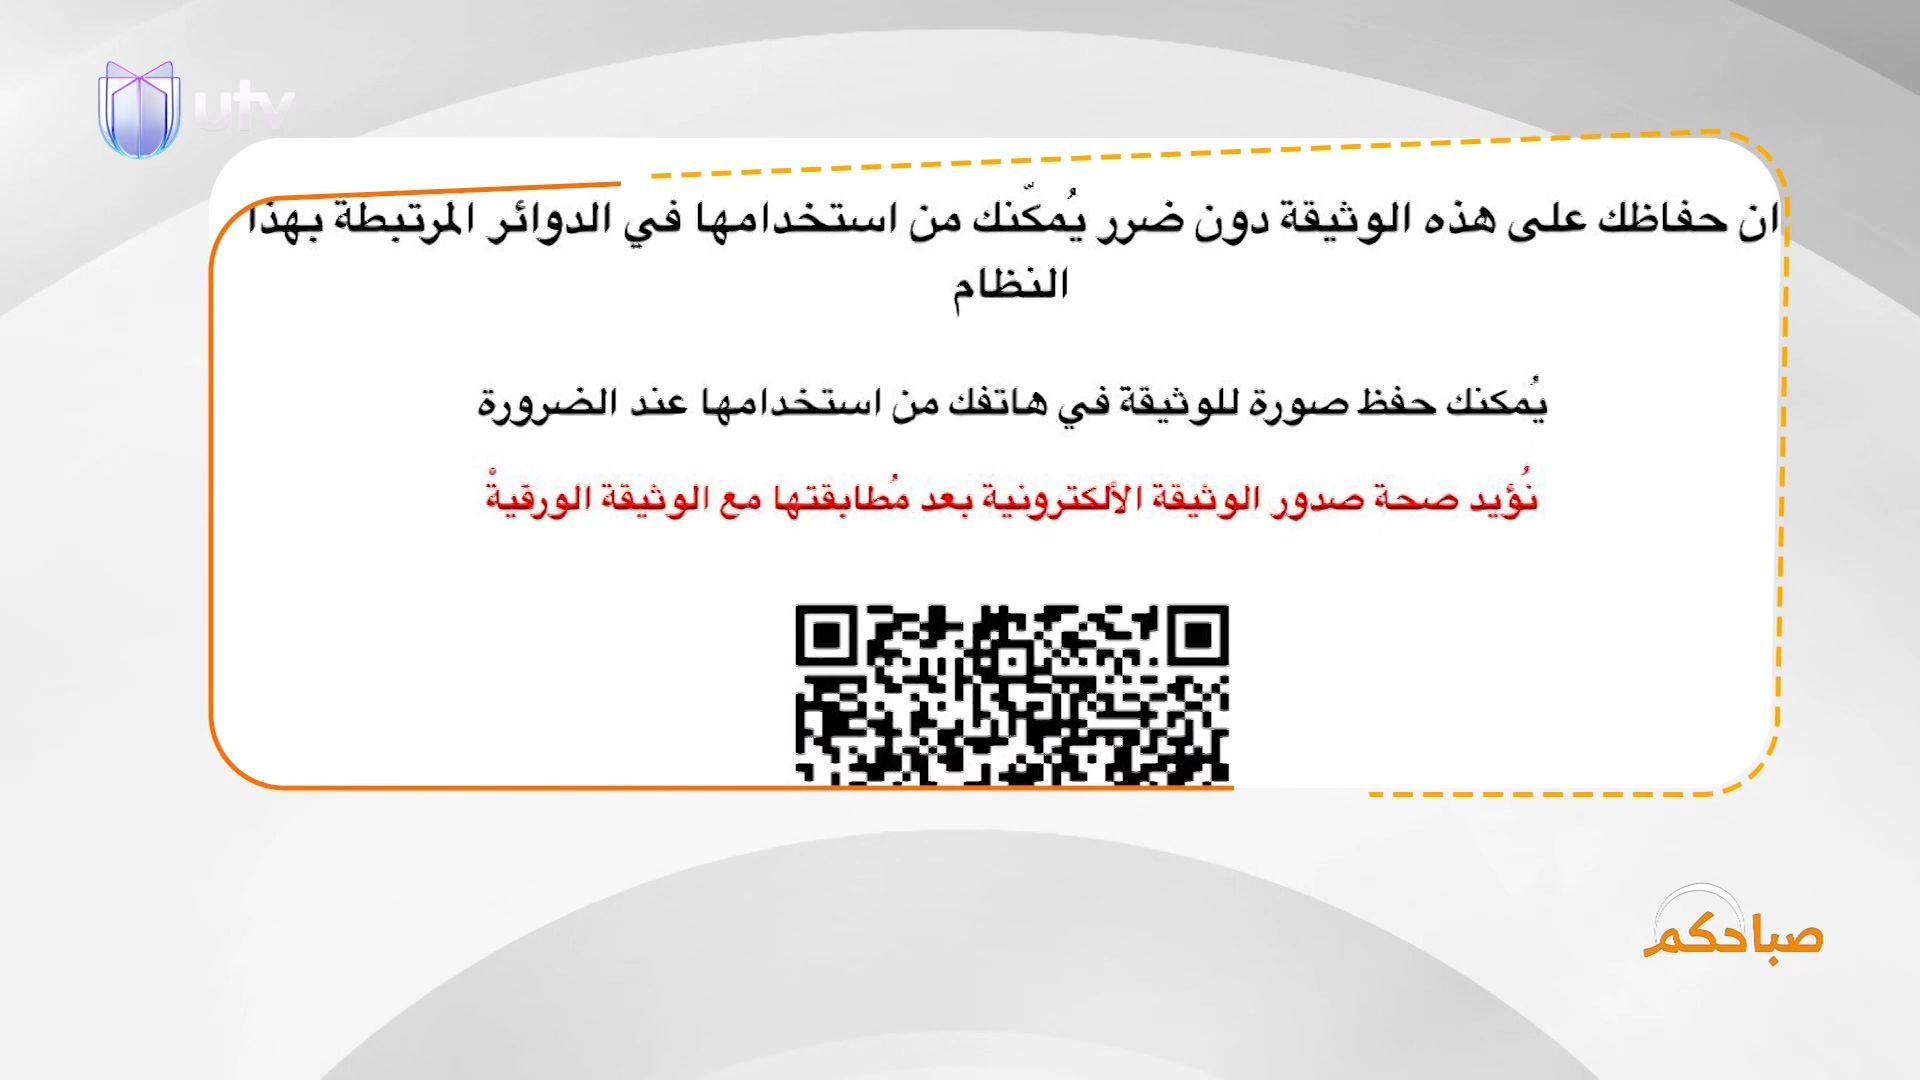 utv
ان حفاظك على هذه الوثيقة دون ضرر يُمكّنك من استخدامها في الدوائر المرتبطة بهذا
النظام
يُمكنك حفظ صورة للوثيقة في هاتفك من استخدامها عند الضرورة
نُؤيد صحة صدور الوثيقة الألكترونية بعد مُطابقتها مع الوثيقة الورقيةْ
صباحكم